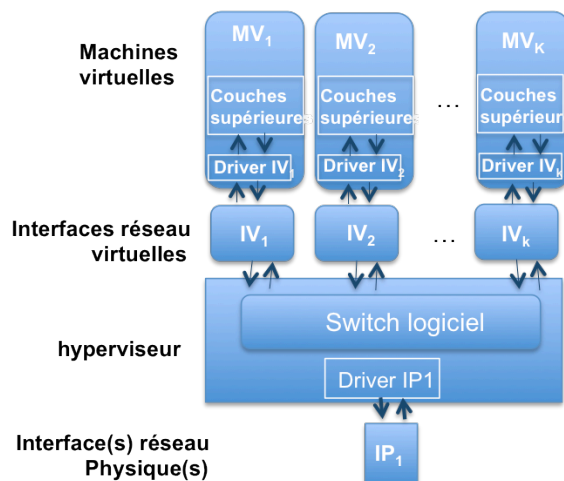 MV₁ MV₂ MVₖ
Machines
virtuelles
Couches Couches … Couches
supérieures supérieures supérieur
Driver IV₁ Driver IV₂ Driver IVₖ
Interfaces réseau
virtuelles
IV₁ IV₂ … IVₖ
Switch logiciel
hyperviseur
Driver IP1
Interface(s) réseau
Physique(s)
IP₁